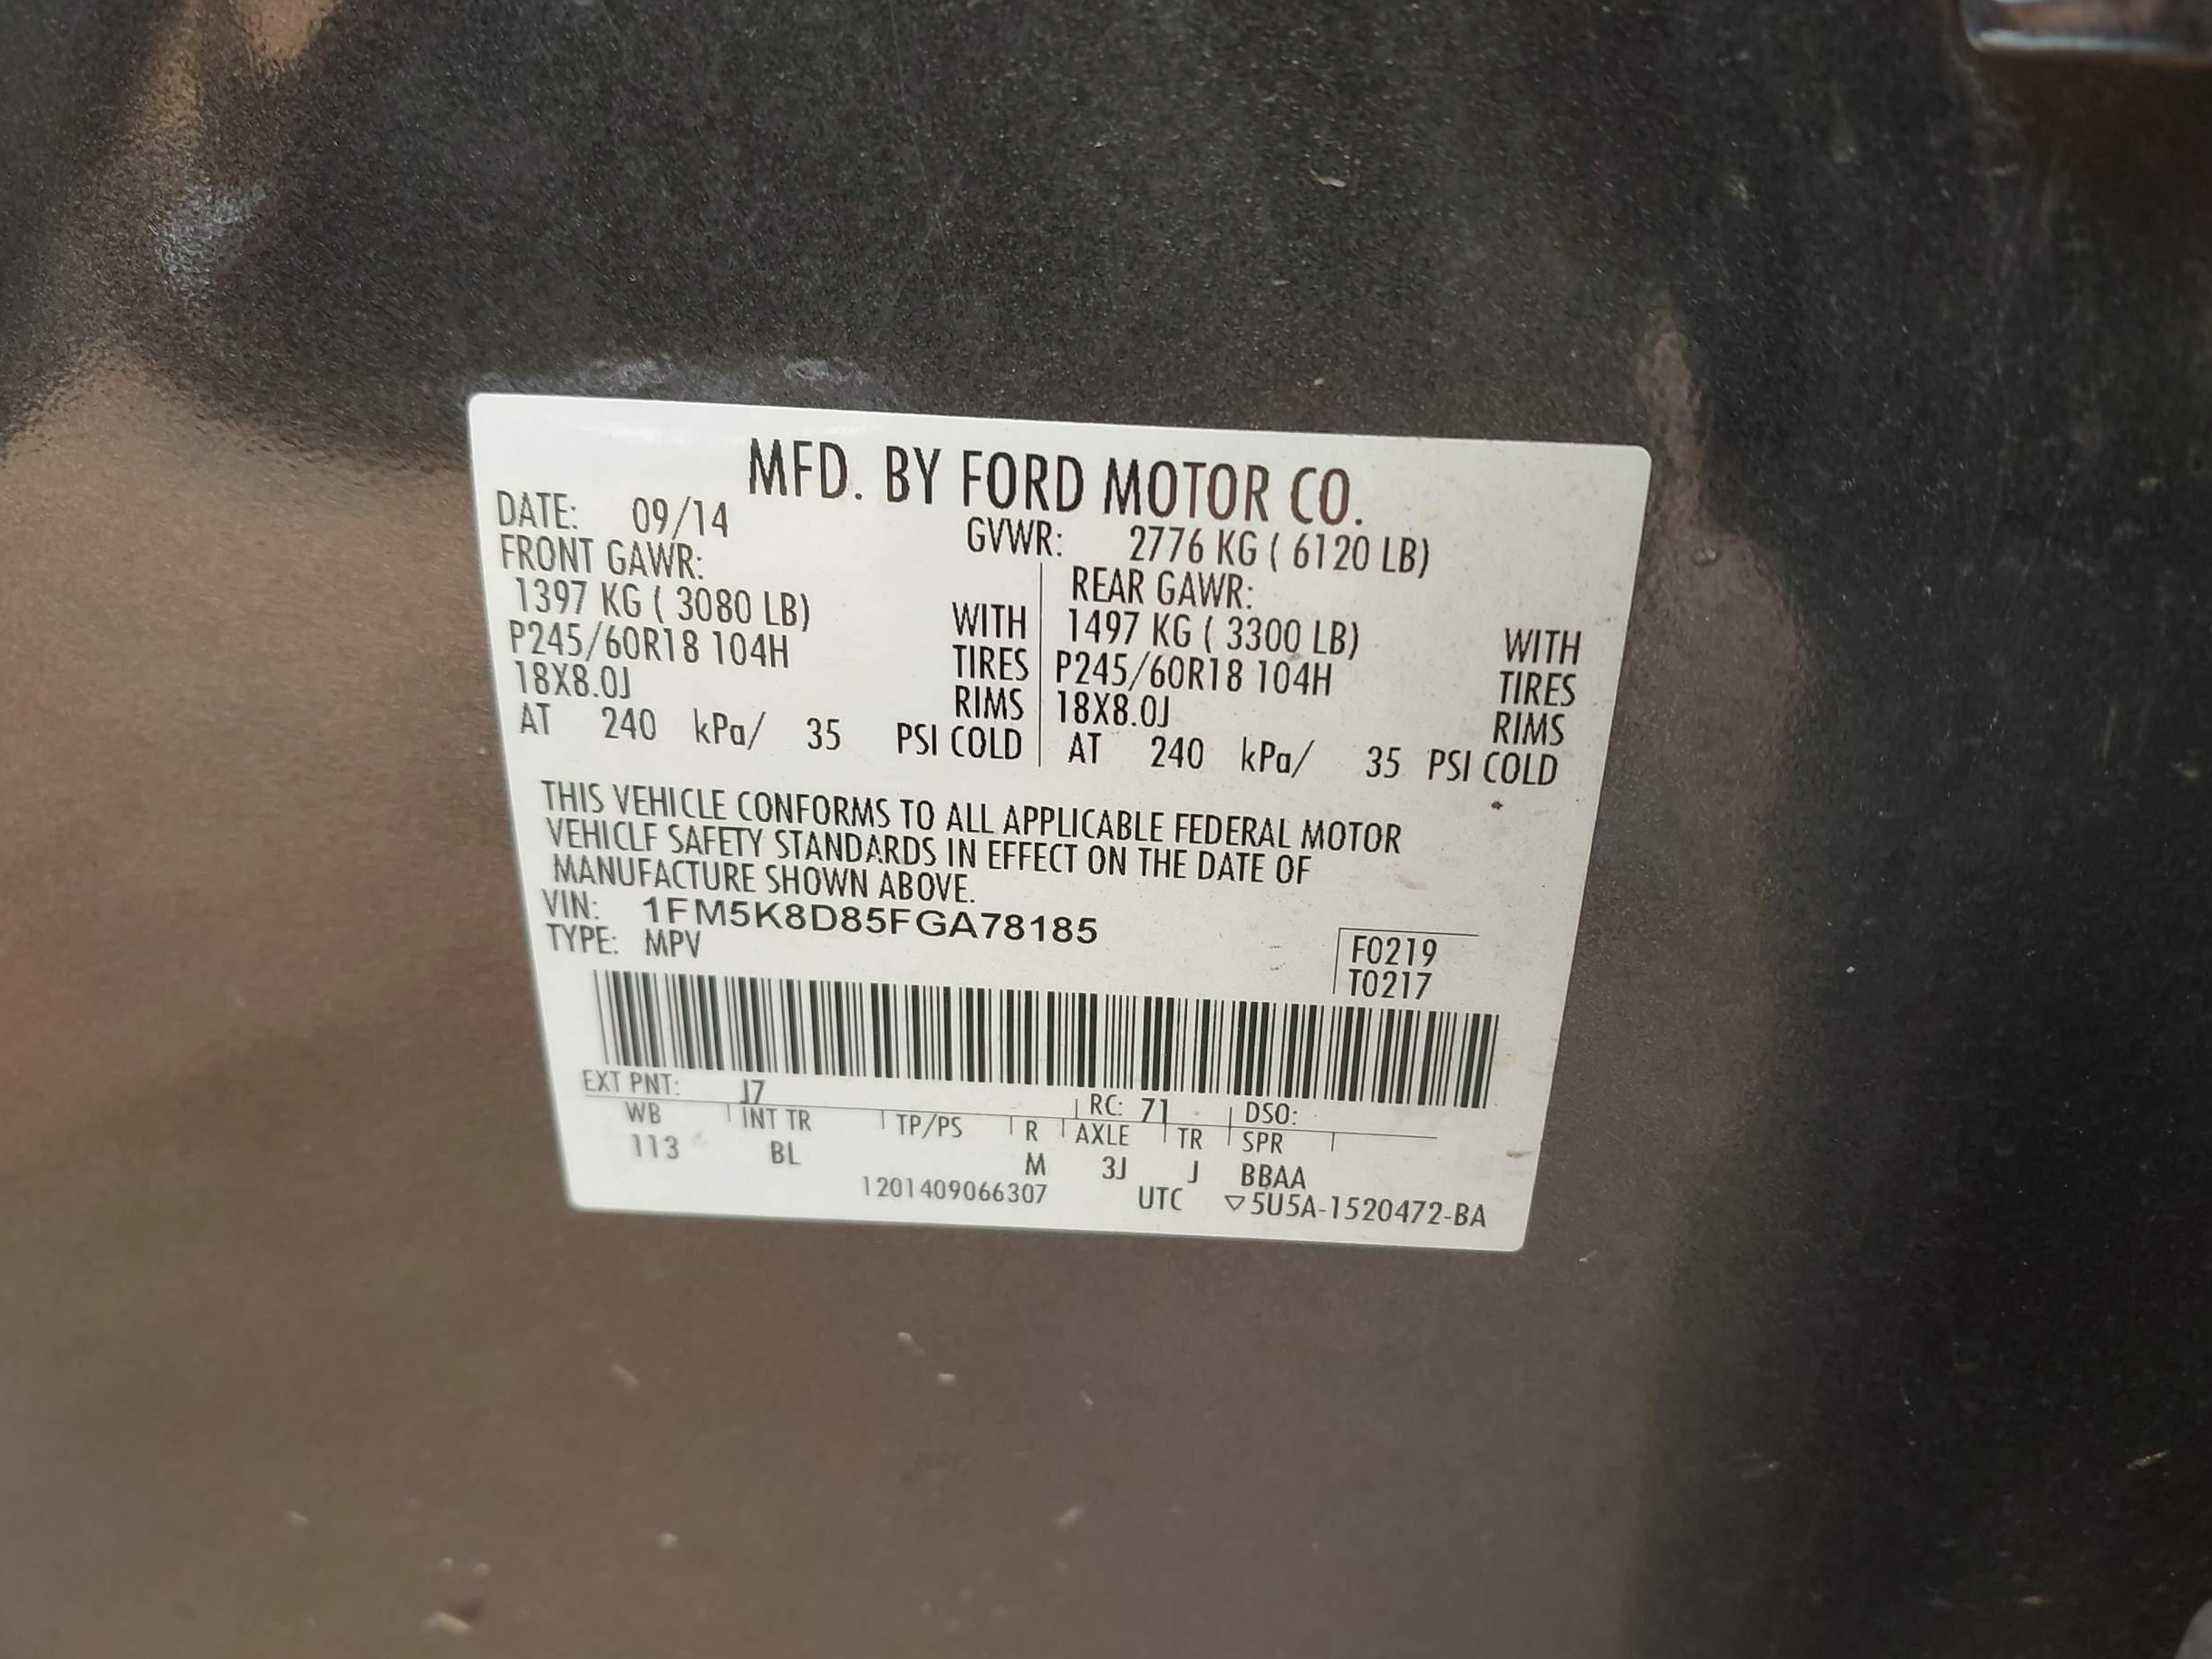 MFD. BY FORD MOTOR CO.
DATE: 09/14 GVWR: 2776 KG ( 6120 LB)
FRONT GAWR: REAR GAWR:
1397 KG ( 3080 LB) WITH 1497 KG ( 3300 LB) WITH
P245/60R18 104H TIRES P245/60R18 104H TIRES
18X8.0J RIMS 18X8.0J RIMS
AT 240 kPa/ 35 PSI COLD AT 240 kPa/ 35 PSI COLD
THIS VEHICLE CONFORMS TO ALL APPLICABLE FEDERAL MOTOR
VEHICLE SAFETY STANDARDS IN EFFECT ON THE DATE OF
MANUFACTURE SHOWN ABOVE.
VIN: 1FM5K8D85FGA78185
TYPE: MPV F0219
T0217
EXT PNT: J7 RC: 71 DSO:
WB INT TR TP/PS R AXLE TR SPR
113 BL M 3J J BBAA
1201409066307 UTC ▽5U5A-1520472-BA